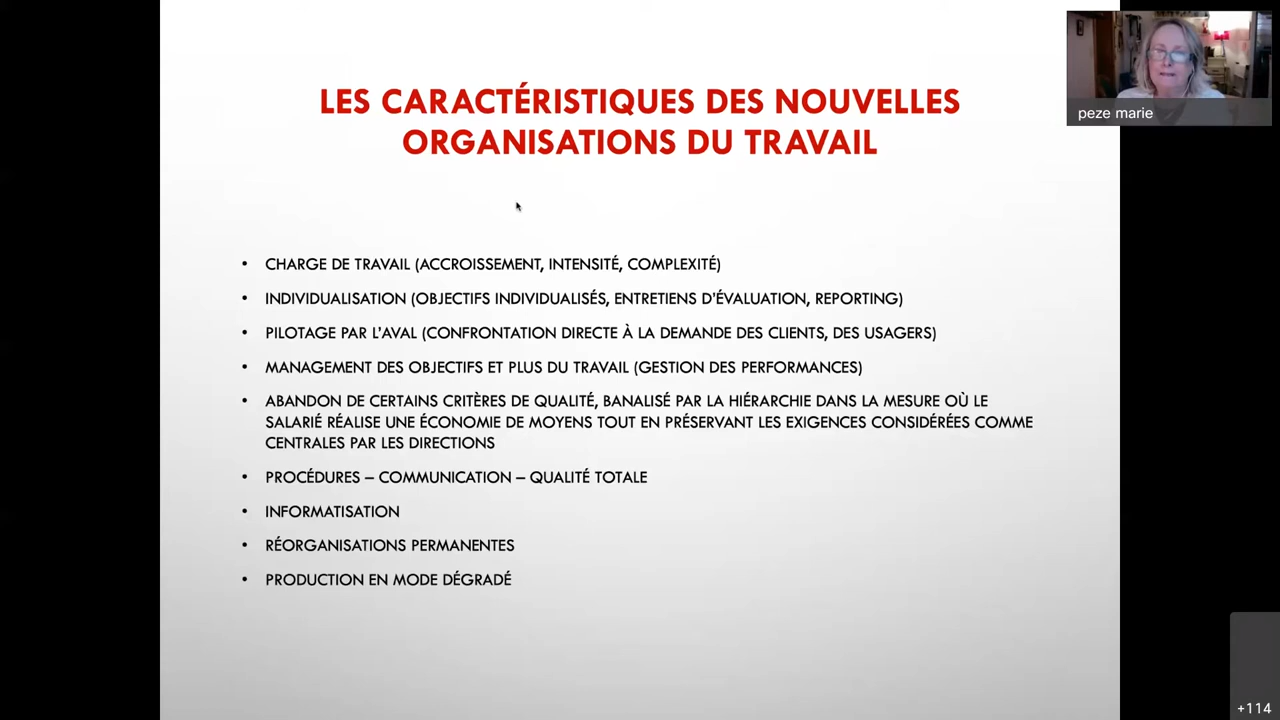 LES CARACTÉRISTIQUES DES NOUVELLES
ORGANISATIONS DU TRAVAIL
peze marie
• CHARGE DE TRAVAIL (ACCROISSEMENT, INTENSITÉ, COMPLEXITÉ)
• INDIVIDUALISATION (OBJECTIFS INDIVIDUALISÉS, ENTRETIENS D'ÉVALUATION, REPORTING)
• PILOTAGE PAR L'AVAL (CONFRONTATION DIRECTE À LA DEMANDE DES CLIENTS, DES USAGERS)
• MANAGEMENT DES OBJECTIFS ET PLUS DU TRAVAIL (GESTION DES PERFORMANCES)
• ABANDON DE CERTAINS CRITÈRES DE QUALITÉ, BANALISÉ PAR LA HIÉRARCHIE DANS LA MESURE OÙ LE
SALARIÉ RÉALISE UNE ÉCONOMIE DE MOYENS TOUT EN PRÉSERVANT LES EXIGENCES CONSIDÉRÉES COMME
CENTRALES PAR LES DIRECTIONS
• PROCÉDURES – COMMUNICATION – QUALITÉ TOTALE
• INFORMATISATION
• RÉORGANISATIONS PERMANENTES
• PRODUCTION EN MODE DÉGRADÉ
+114